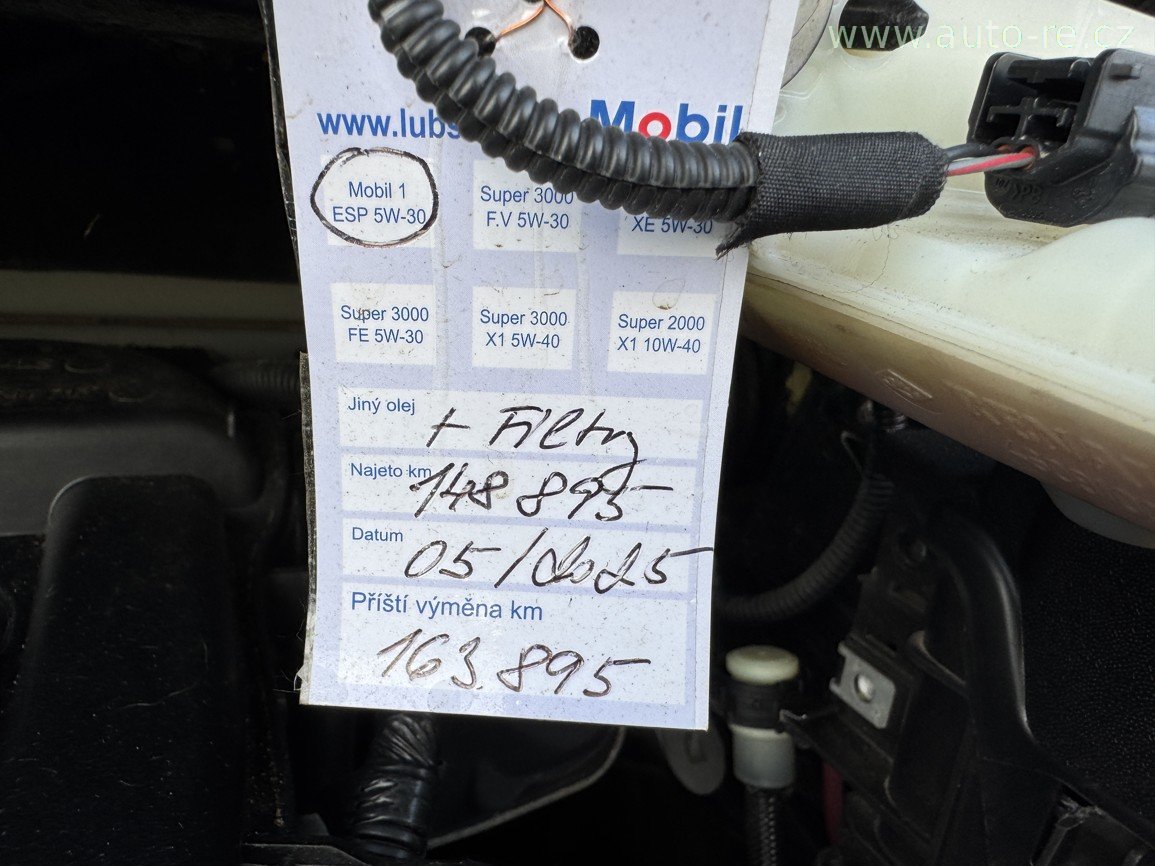 www.auto-re.cz
www.lubs
Mobil
Mobil 1
ESP 5W-30
Super 3000
F.V 5W-30
XE 5W-30
Super 3000
FE 5W-30
Super 3000
X1 5W-40
Super 2000
X1 10W-40
Jiný olej
+ Filtry
Najeto km
148 895
Datum
05/2025
Příští výměna km
163.895